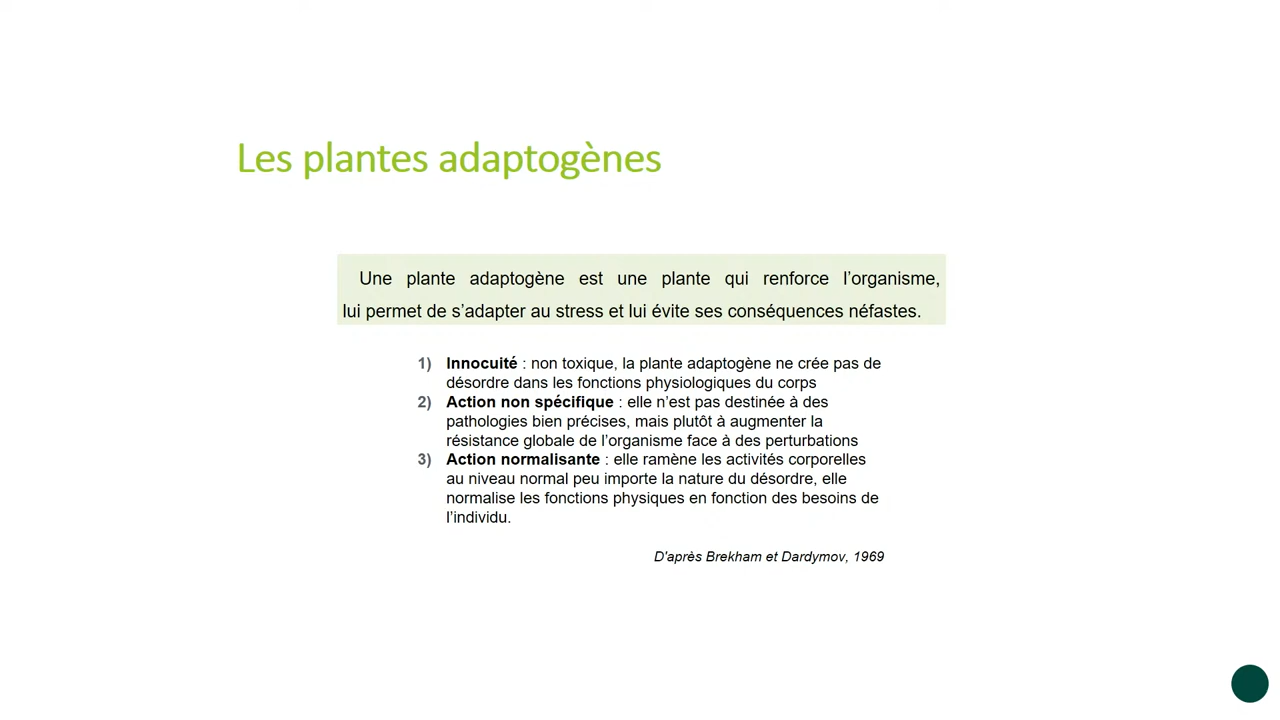 Les plantes adaptogènes
Une plante adaptogène est une plante qui renforce l’organisme,
lui permet de s’adapter au stress et lui évite ses conséquences néfastes.
1) Innocuité : non toxique, la plante adaptogène ne crée pas de
désordre dans les fonctions physiologiques du corps
2) Action non spécifique : elle n’est pas destinée à des
pathologies bien précises, mais plutôt à augmenter la
résistance globale de l’organisme face à des perturbations
3) Action normalisante : elle ramène les activités corporelles
au niveau normal peu importe la nature du désordre, elle
normalise les fonctions physiques en fonction des besoins de
l’individu.
D'après Brekham et Dardymov, 1969